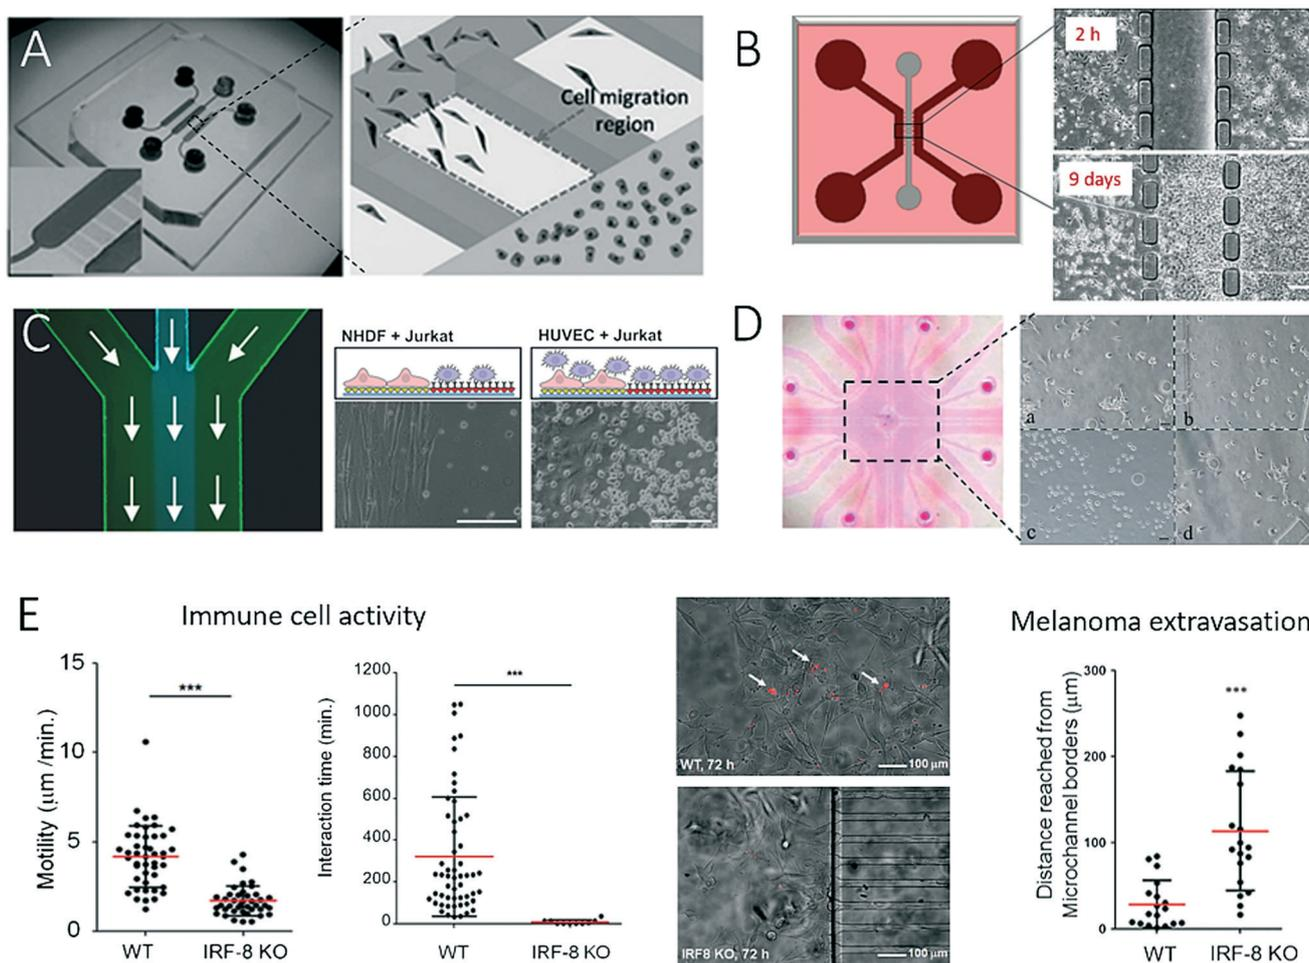 A
Cell migration
region
B
2 h
9 days
C
NHDF + Jurkat
HUVEC + Jurkat
D
a
b
c
d
E
Immune cell activity
Melanoma extravasation
Motility (µm /min.)
15
10
5
0
***
WT
IRF-8 KO
Interaction time (min.)
1200
1000
800
600
400
200
0
***
WT
IRF-8 KO
WT, 72 h
100 µm
IRF8 KO, 72 h
100 µm
Distance reached from
Microchannel borders (µm)
300
200
100
0
***
WT
IRF-8 KO